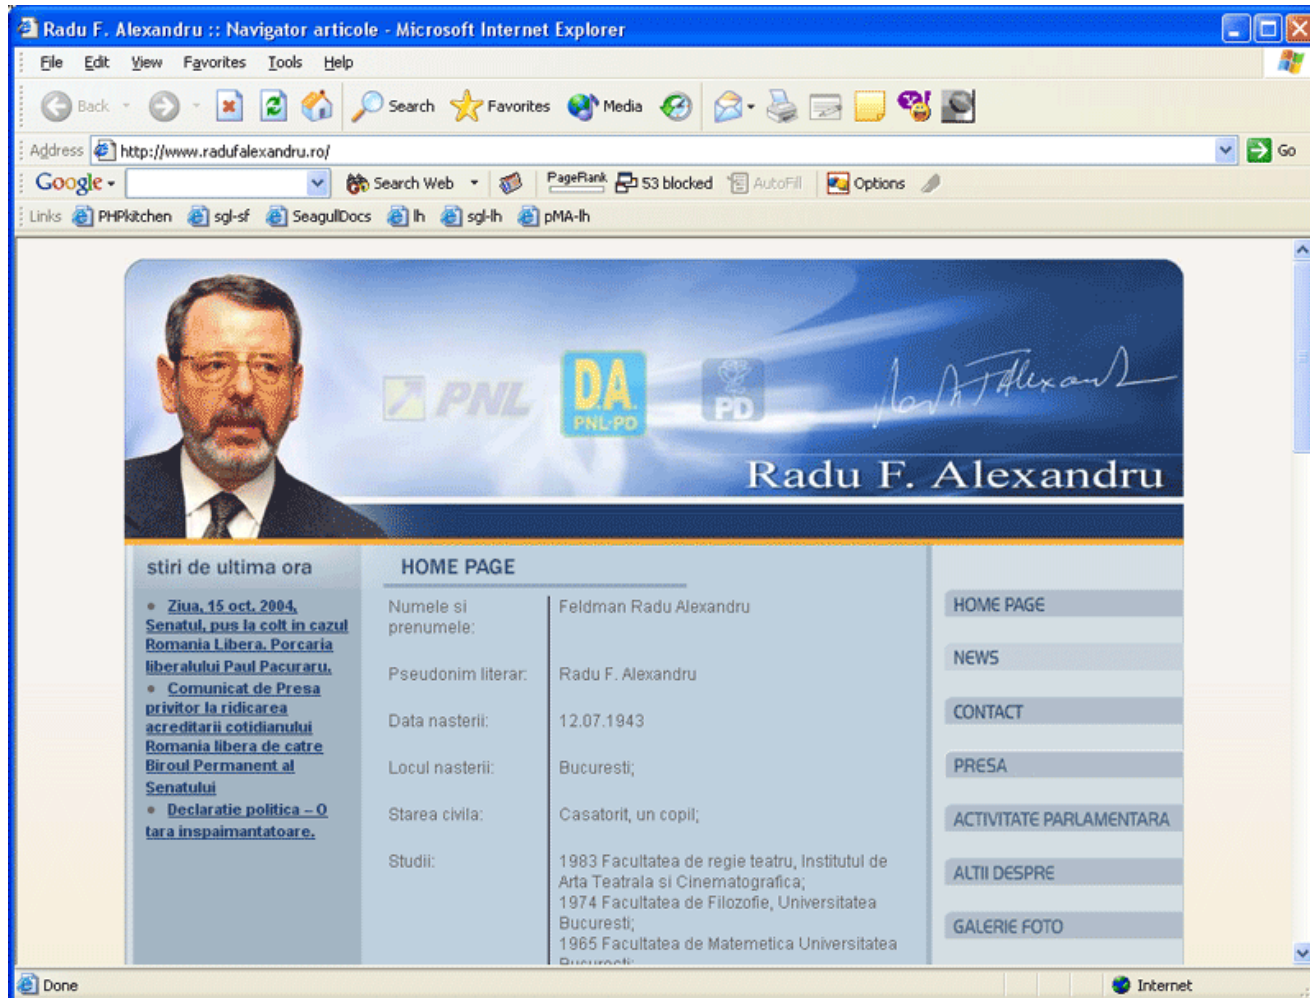 Radu F. Alexandru :: Navigator articole - Microsoft Internet Explorer
File Edit View Favorites Tools Help
Back Search Favorites Media
Address http://www.radufalexandru.ro/ Go
Google Search Web PageRank 53 blocked AutoFill Options
Links PHPkitchen sgl-sf SeagullDocs lh sgl-lh pMA-lh
PNL
D.A.
PNL-PD
PD
Radu F. Alexandru
stiri de ultima ora
Ziua, 15 oct. 2004,
Senatul, pus la colt in cazul
Romania Libera. Porcaria
liberalului Paul Pacuraru.
Comunicat de Presa
privitor la ridicarea
acreditarii cotidianului
Romania libera de catre
Biroul Permanent al
Senatului
Declaratie politica – O
tara inspaimantatoare.
HOME PAGE
Numele si
prenumele:
Feldman Radu Alexandru
Pseudonim literar:
Radu F. Alexandru
Data nasterii:
12.07.1943
Locul nasterii:
Bucuresti;
Starea civila:
Casatorit, un copil;
Studii:
1983 Facultatea de regie teatru, Institutul de
Arta Teatrala si Cinematografica;
1974 Facultatea de Filozofie, Universitatea
Bucuresti;
1965 Facultatea de Matemetica Universitatea
Bucuresti;
HOME PAGE
NEWS
CONTACT
PRESA
ACTIVITATE PARLAMENTARA
ALTII DESPRE
GALERIE FOTO
Done Internet